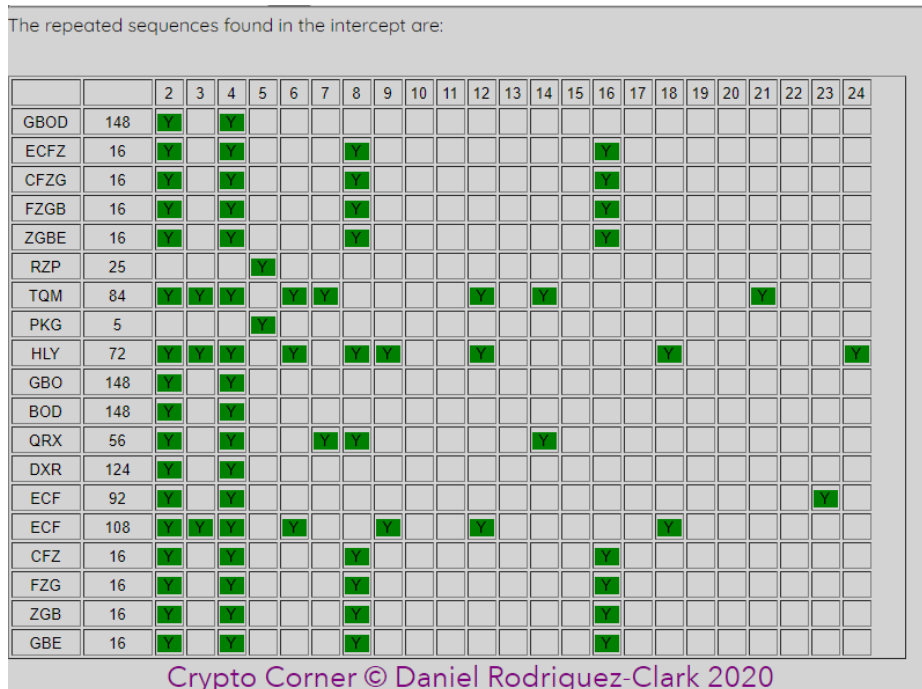 The repeated sequences found in the intercept are:
2 3 4 5 6 7 8 9 10 11 12 13 14 15 16 17 18 19 20 21 22 23 24
GBOD 148 Y Y
ECFZ 16 Y Y Y Y
CFZG 16 Y Y Y Y
FZGB 16 Y Y Y Y
ZGBE 16 Y Y Y Y
RZP 25 Y
TQM 84 Y Y Y Y Y Y Y Y
PKG 5 Y
HLY 72 Y Y Y Y Y Y Y Y Y
GBO 148 Y Y
BOD 148 Y Y
QRX 56 Y Y Y Y Y
DXR 124 Y Y
ECF 92 Y Y Y
ECF 108 Y Y Y Y Y Y Y
CFZ 16 Y Y Y Y
FZG 16 Y Y Y Y
ZGB 16 Y Y Y Y
GBE 16 Y Y Y Y
Crypto Corner © Daniel Rodriguez-Clark 2020